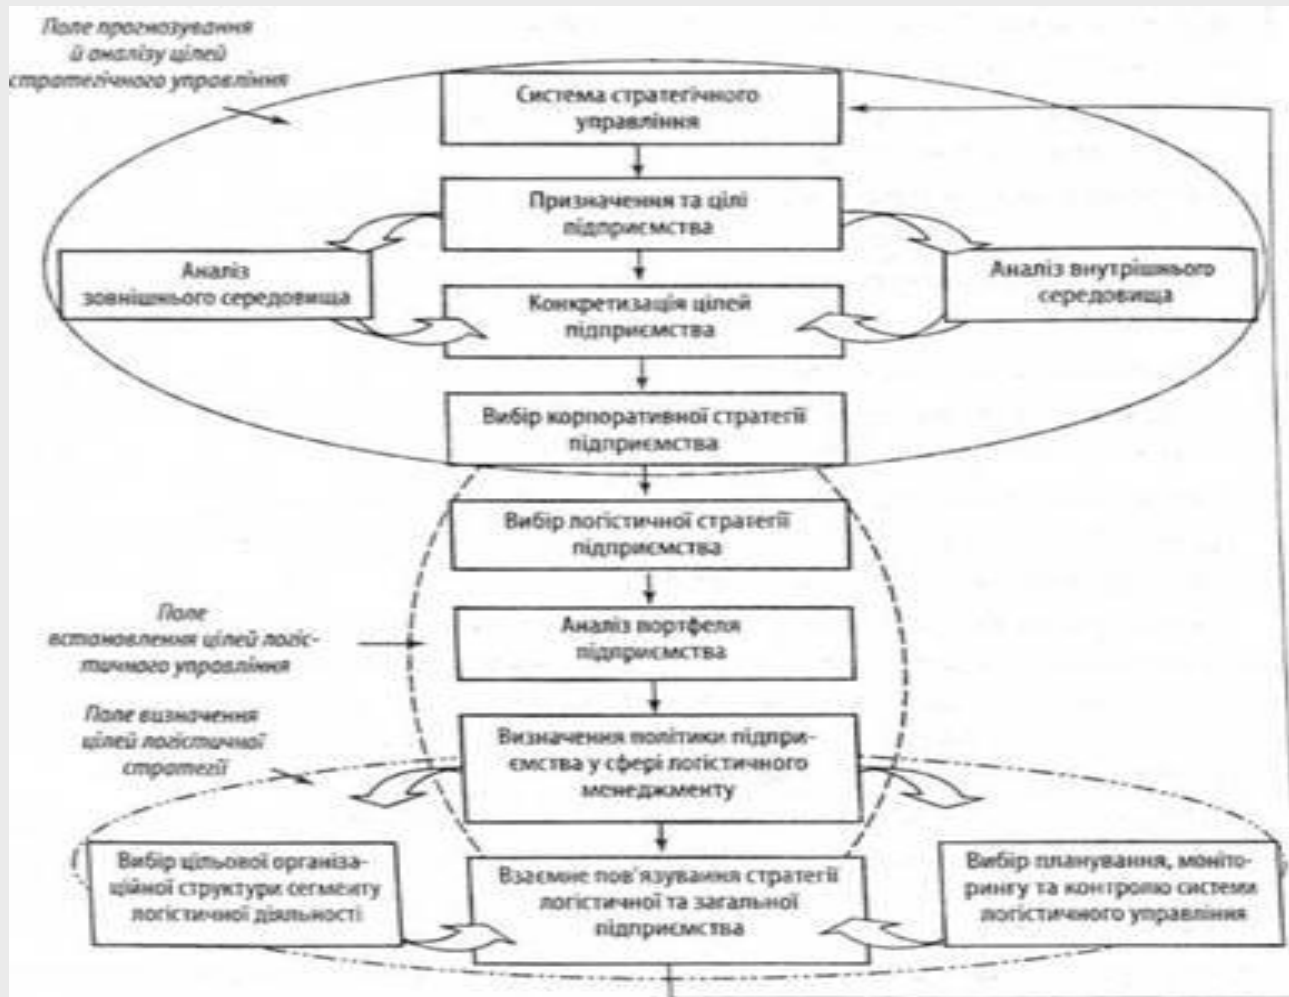 Поле прогнозування
й аналізу цілей
стратегічного управління
Система стратегічного
управління
Призначення та цілі
підприємства
Аналіз
зовнішнього середовища
Аналіз внутрішнього
середовища
Конкретизація цілей
підприємства
Вибір корпоративної стратегії
підприємства
Вибір логістичної стратегії
підприємства
Поле
встановлення цілей логіс-
тичного управління
Аналіз портфеля
підприємства
Поле визначення
цілей логістичної
стратегії
Визначення політики підпри-
ємства у сфері логістичного
менеджменту
Вибір цільової організа-
ційної структури сегменту
логістичної діяльності
Взаємне пов'язування стратегії
логістичної та загальної
підприємства
Вибір планування, моніто-
рингу та контролю системи
логістичного управління